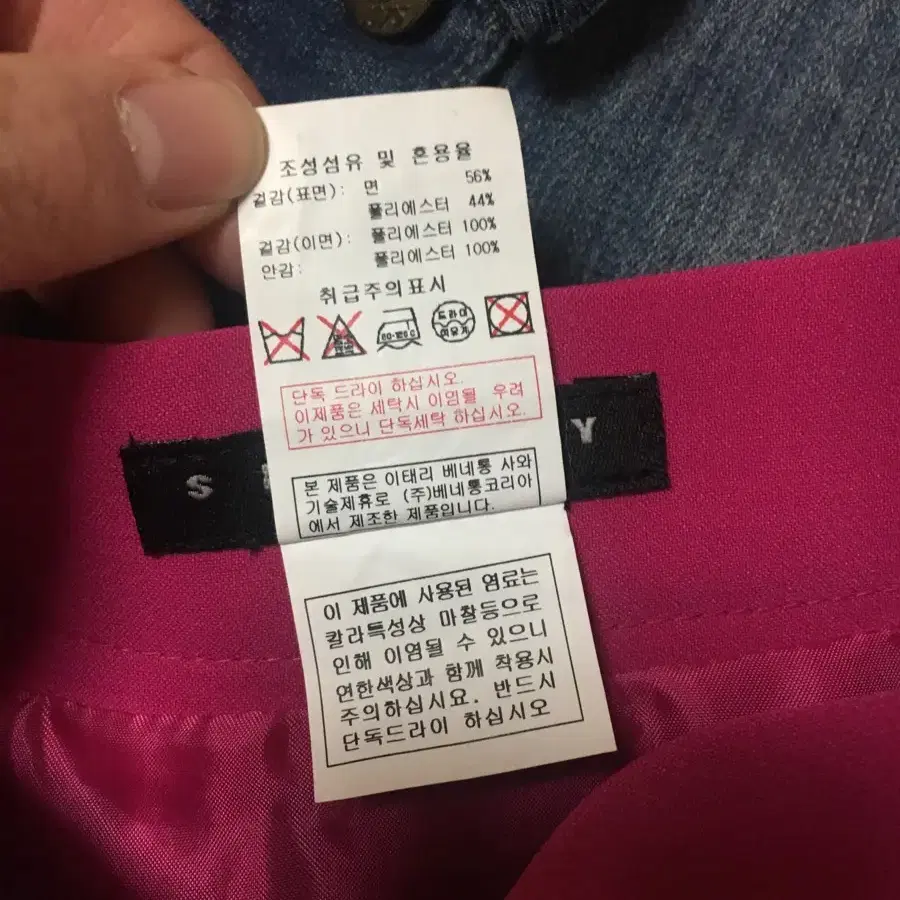 조성섬유 및 혼용율
겉감(표면): 면 56%
폴리에스터 44%
겉감(이면): 폴리에스터 100%
안감: 폴리에스터 100%
취급주의표시
80-120℃
드라이
석유계
단독 드라이 하십시오.
이제품은 세탁시 이염될 우려
가 있으니 단독세탁 하십시오.
S Y
본 제품은 이태리 베네통 사와
기술제휴로 (주)베네통코리아
에서 제조한 제품입니다.
이 제품에 사용된 염료는
칼라특성상 마찰등으로
인해 이염될 수 있으니
연한색상과 함께 착용시
주의하십시요. 반드시
단독드라이 하십시오